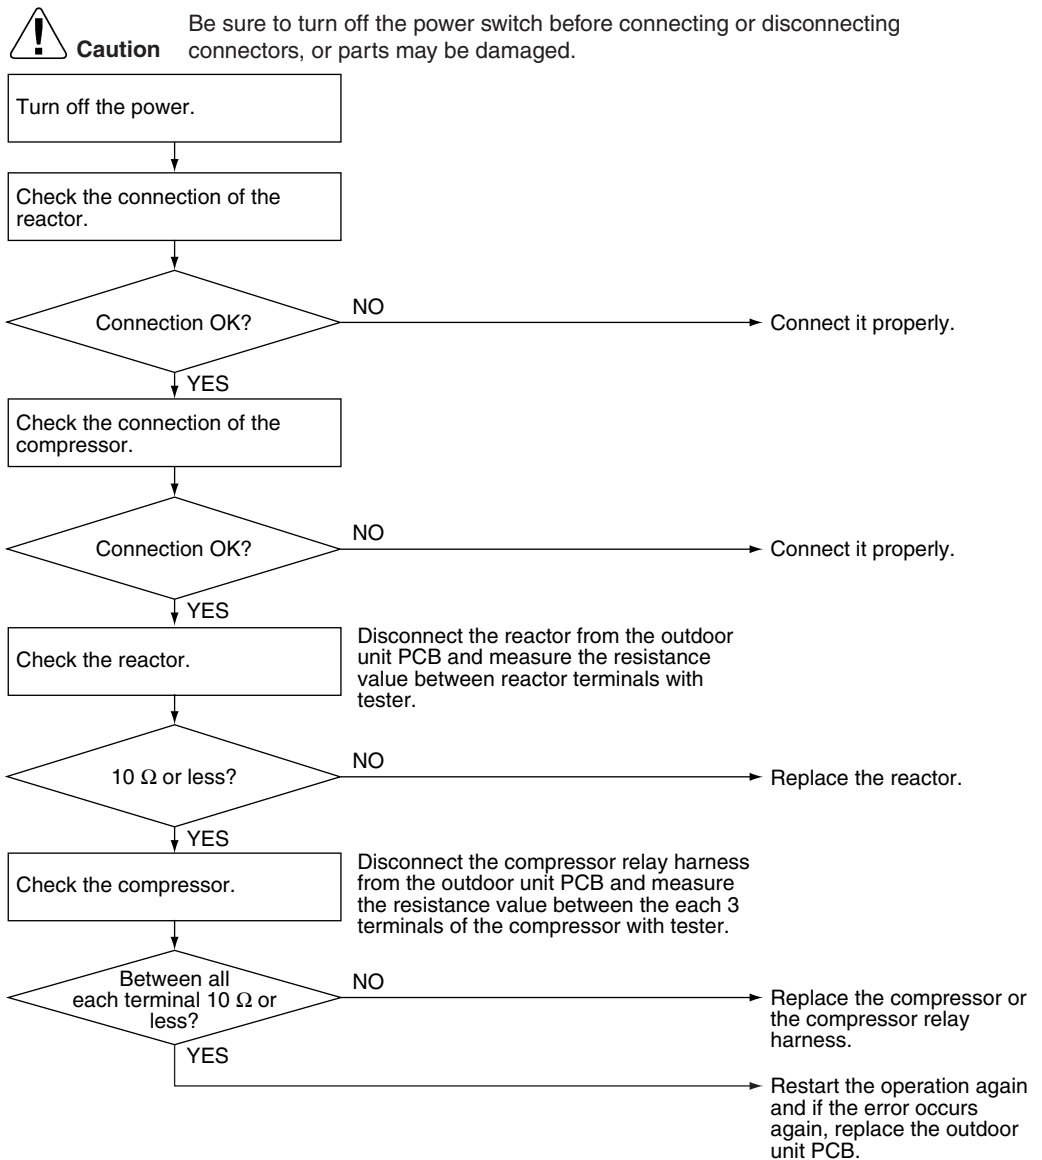 Be sure to turn off the power switch before connecting or disconnecting
Caution connectors, or parts may be damaged.
Turn off the power.
Check the connection of the
reactor.
Connection OK?
NO
Connect it properly.
YES
Check the connection of the
compressor.
Connection OK?
NO
Connect it properly.
YES
Check the reactor.
Disconnect the reactor from the outdoor
unit PCB and measure the resistance
value between reactor terminals with
tester.
10 Ω or less?
NO
Replace the reactor.
YES
Check the compressor.
Disconnect the compressor relay harness
from the outdoor unit PCB and measure
the resistance value between the each 3
terminals of the compressor with tester.
Between all
each terminal 10 Ω or
less?
NO
Replace the compressor or
the compressor relay
harness.
YES
Restart the operation again
and if the error occurs
again, replace the outdoor
unit PCB.